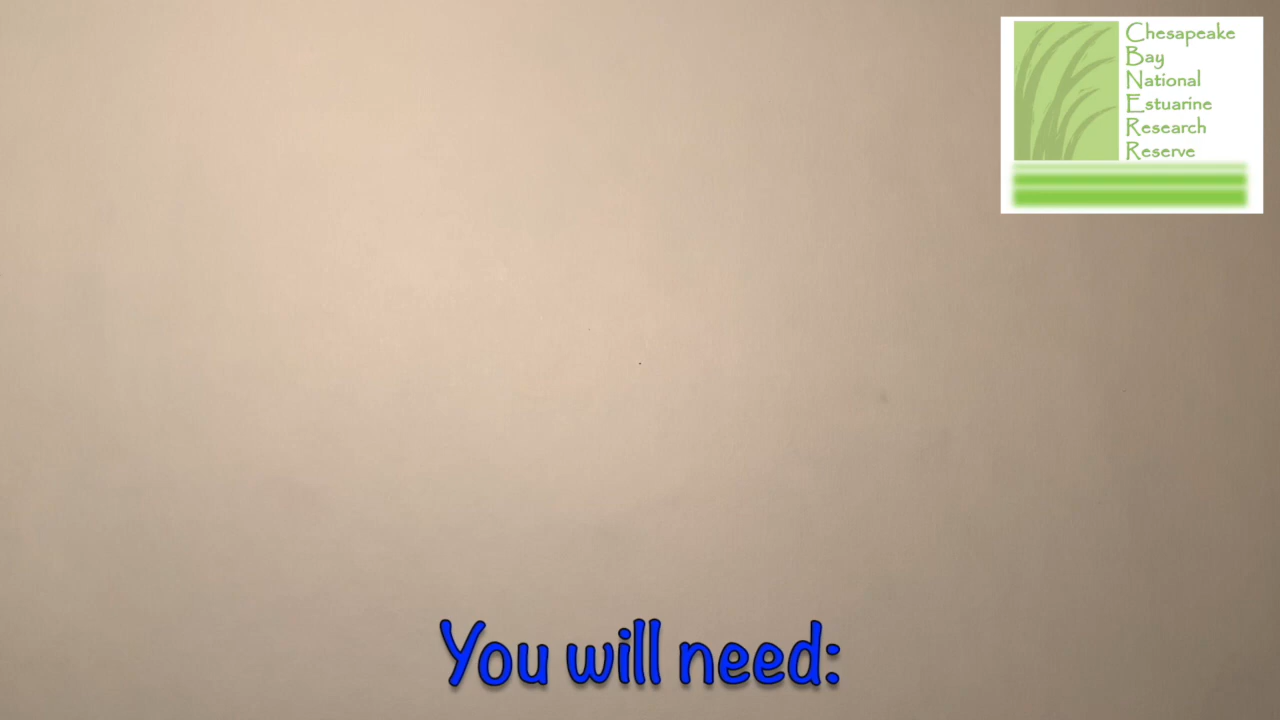 Chesapeake
Bay
National
Estuarine
Research
Reserve
You will need: